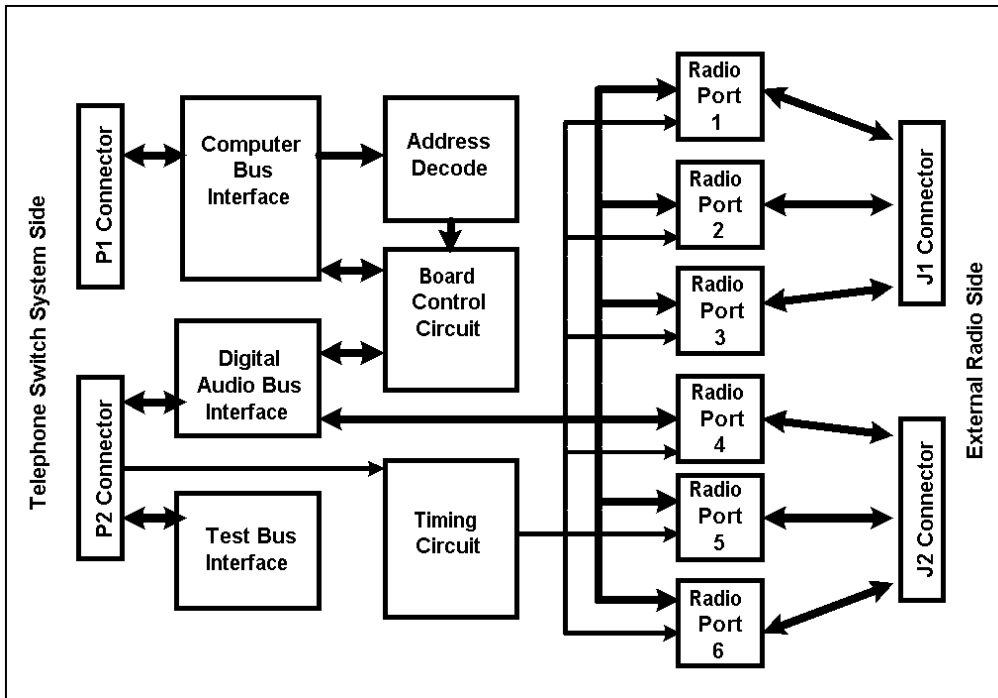 Telephone Switch System Side
P1 Connector
Computer
Bus
Interface
Address
Decode
Board
Control
Circuit
P2 Connector
Digital
Audio Bus
Interface
Test Bus
Interface
Timing
Circuit
Radio
Port
1
Radio
Port
2
Radio
Port
3
Radio
Port
4
Radio
Port
5
Radio
Port
6
J1 Connector
J2 Connector
External Radio Side